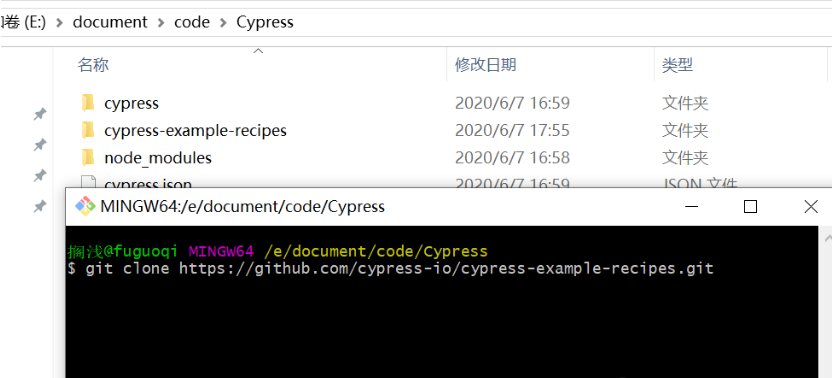 卷 (E:) > document > code > Cypress
名称 修改日期 类型
cypress 2020/6/7 16:59 文件夹
cypress-example-recipes 2020/6/7 17:55 文件夹
node_modules 2020/6/7 16:58 文件夹
cypress.json 2020/6/7 16:59 JSON 文件
MINGW64:/e/document/code/Cypress
搁浅@fuguoqi MINGW64 /e/document/code/Cypress
$ git clone https://github.com/cypress-io/cypress-example-recipes.git